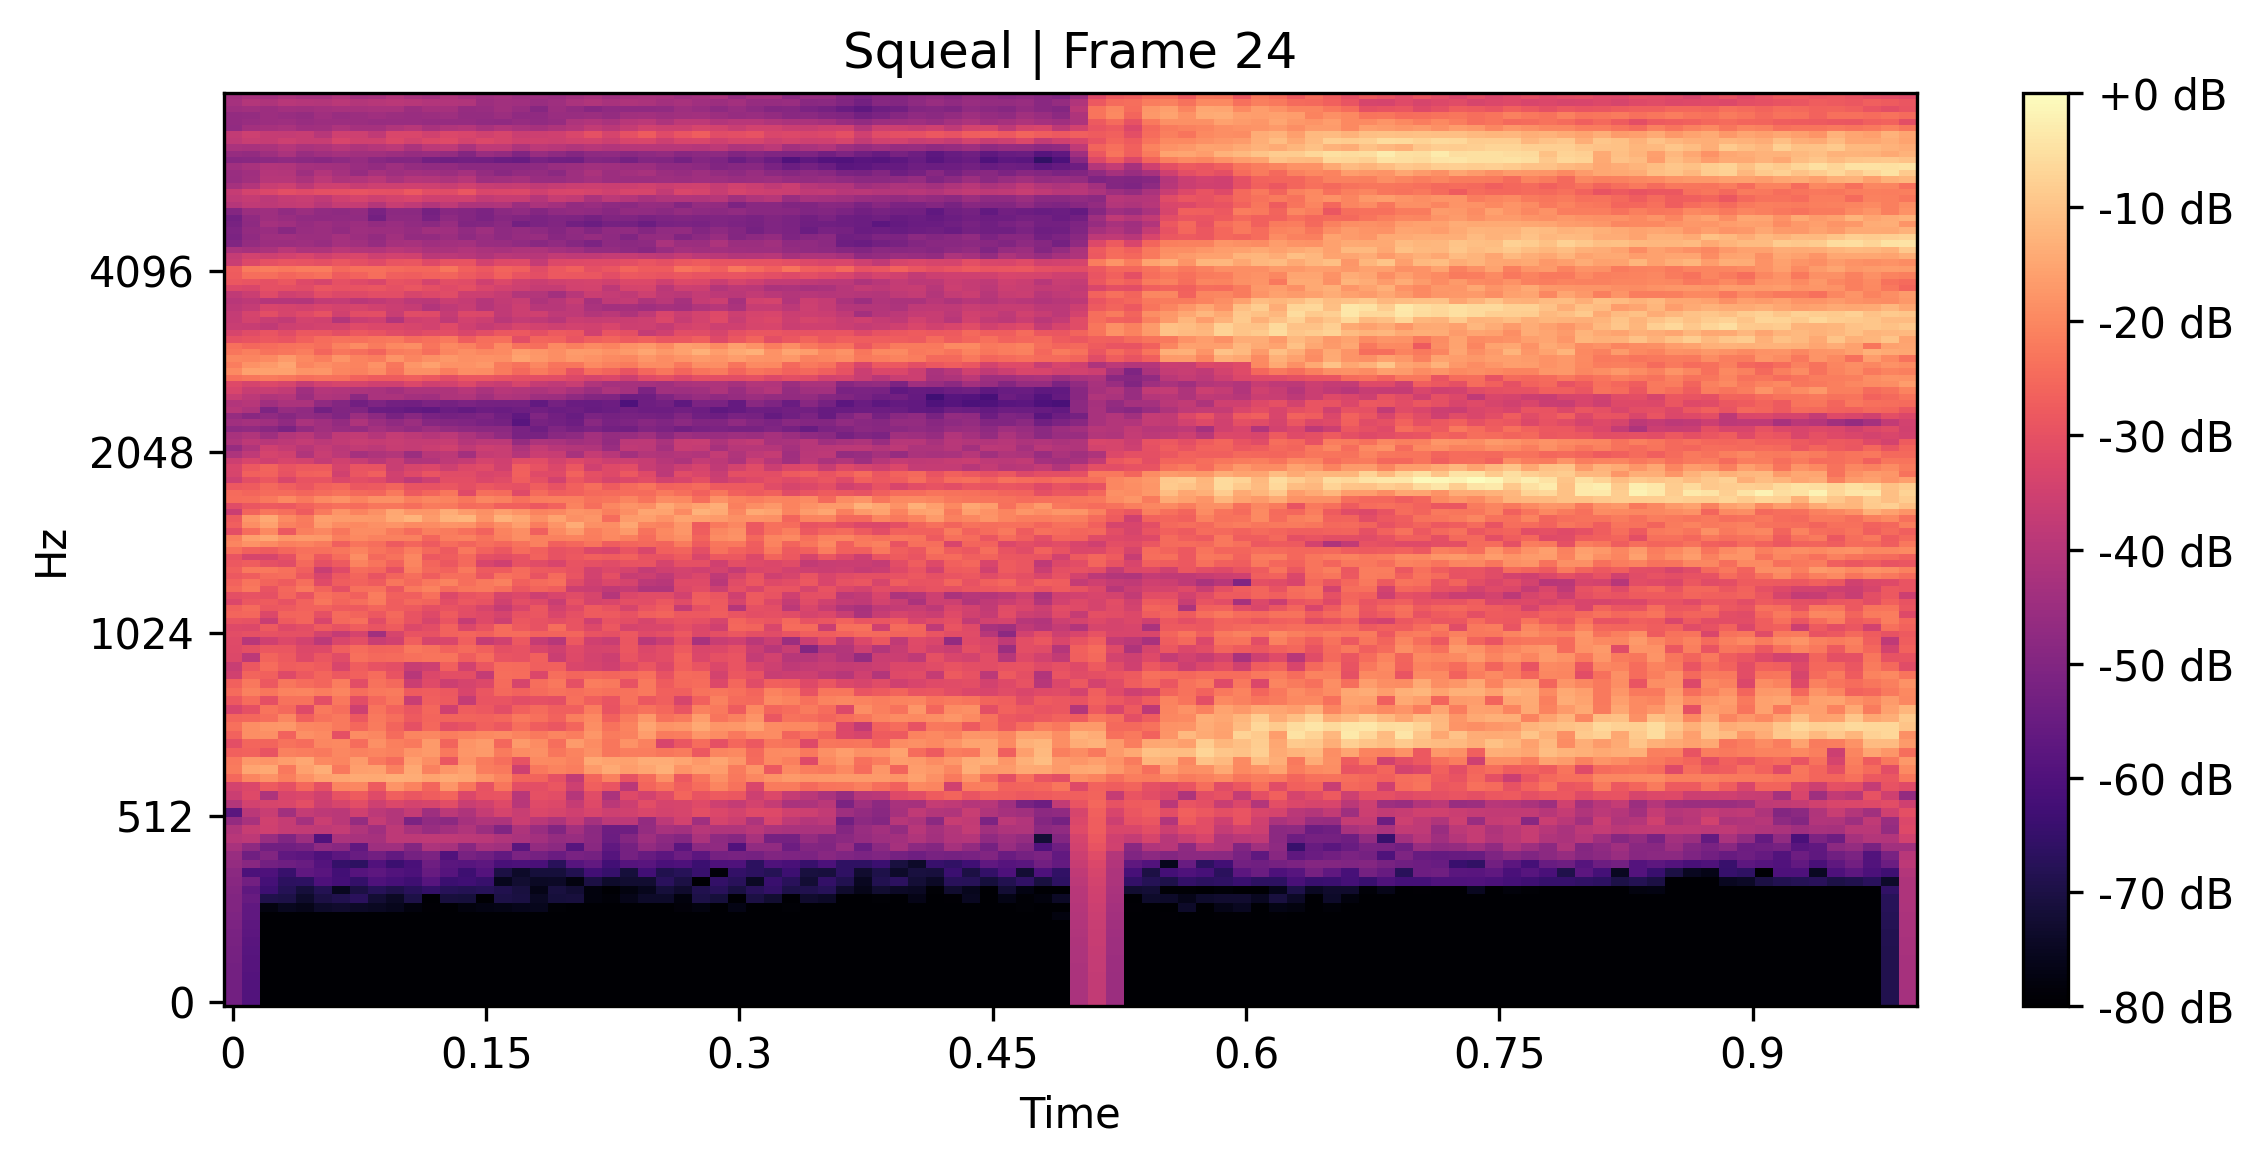 Squeal | Frame 24
Hz
4096
2048
1024
512
0
0 0.15 0.3 0.45 0.6 0.75 0.9
Time
+0 dB
-10 dB
-20 dB
-30 dB
-40 dB
-50 dB
-60 dB
-70 dB
-80 dB